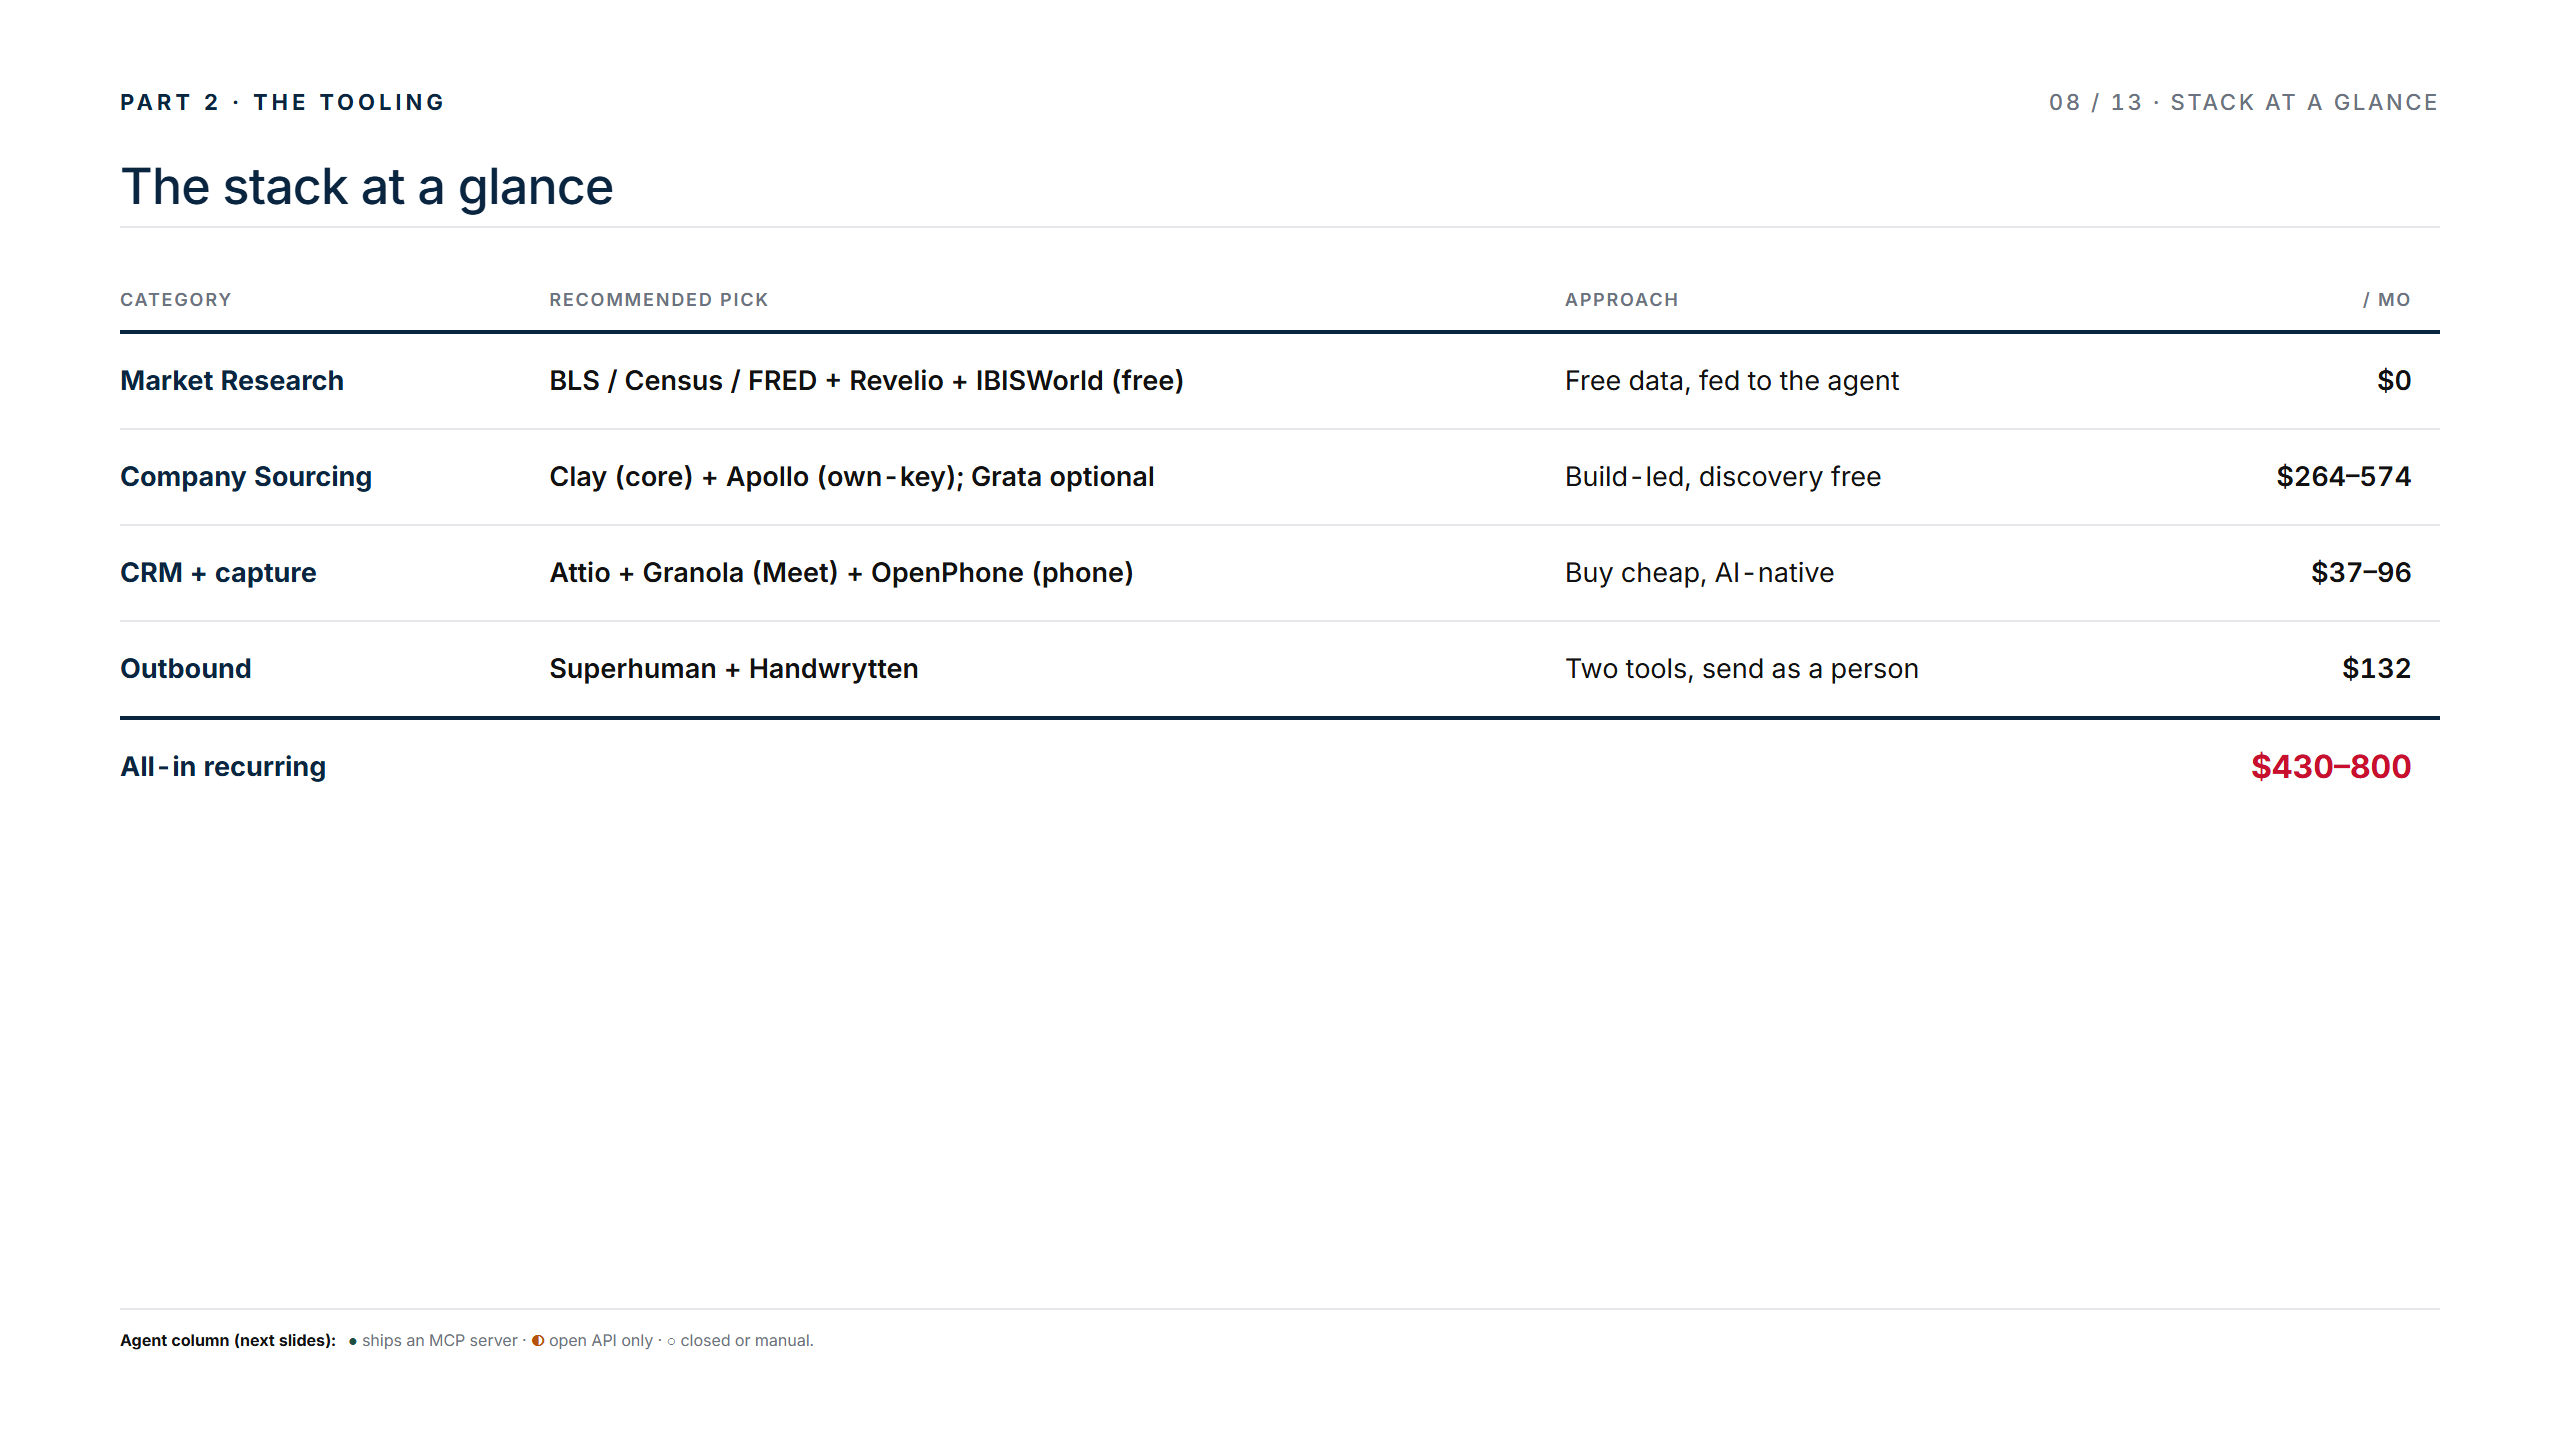 PART 2 · THE TOOLING
08 / 13 · STACK AT A GLANCE
The stack at a glance
CATEGORY RECOMMENDED PICK APPROACH / MO
Market Research BLS / Census / FRED + Revelio + IBISWorld (free) Free data, fed to the agent $0
Company Sourcing Clay (core) + Apollo (own-key); Grata optional Build-led, discovery free $264–574
CRM + capture Attio + Granola (Meet) + OpenPhone (phone) Buy cheap, AI-native $37–96
Outbound Superhuman + Handwrytten Two tools, send as a person $132
All-in recurring $430–800
Agent column (next slides): ● ships an MCP server · ◐ open API only · ○ closed or manual.